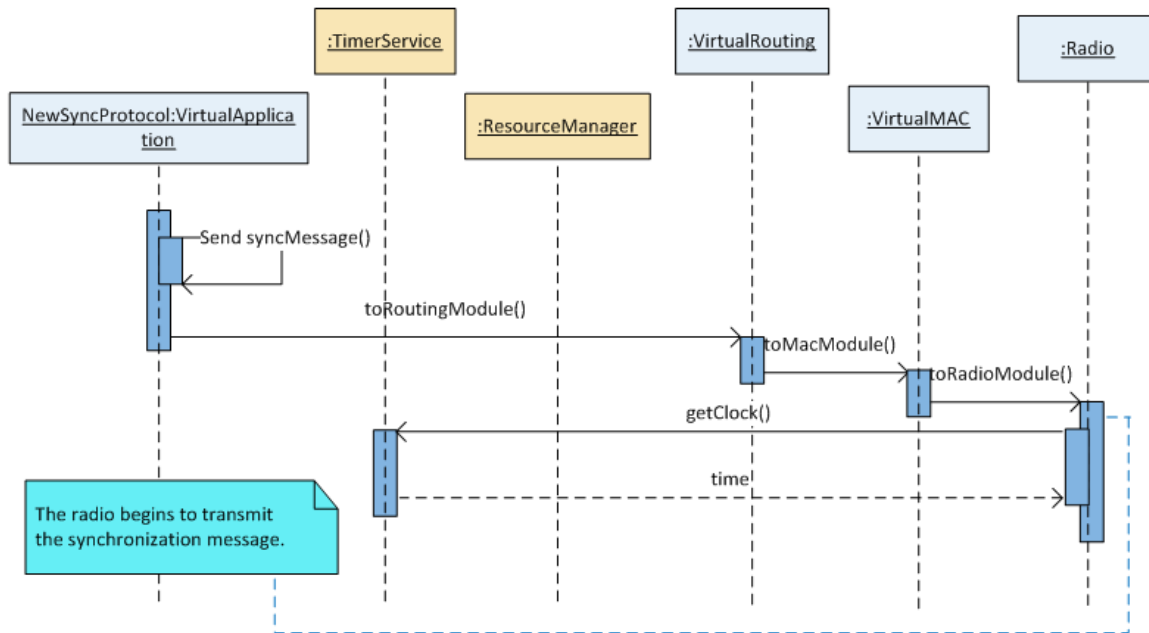 :TimerService
:VirtualRouting
:Radio
NewSyncProtocol:VirtualApplica
tion
:ResourceManager
:VirtualMAC
Send syncMessage()
toRoutingModule()
toMacModule()
toRadioModule()
getClock()
time
The radio begins to transmit
the synchronization message.